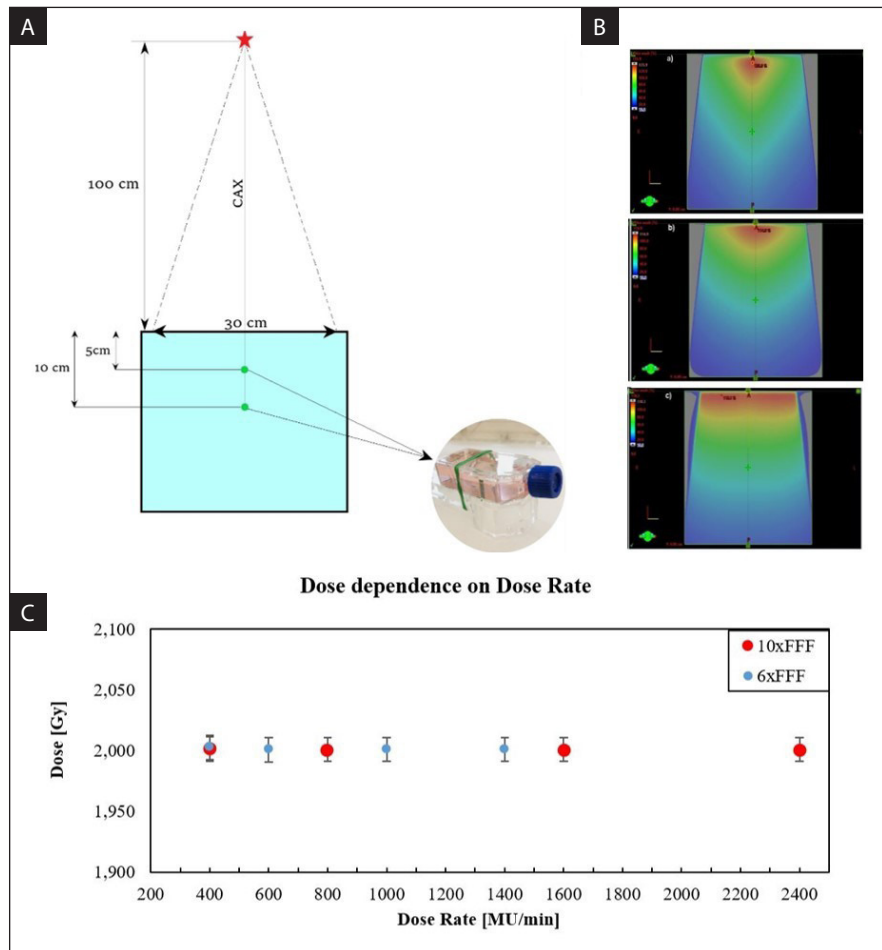 A
B
100 cm
CAX
30 cm
5cm
10 cm
a)
b)
c)
Dose dependence on Dose Rate
C
2,100
2,050
2,000
1,950
1,900
Dose [Gy]
10xFFF
6xFFF
200 400 600 800 1000 1200 1400 1600 1800 2000 2200 2400
Dose Rate [MU/min]